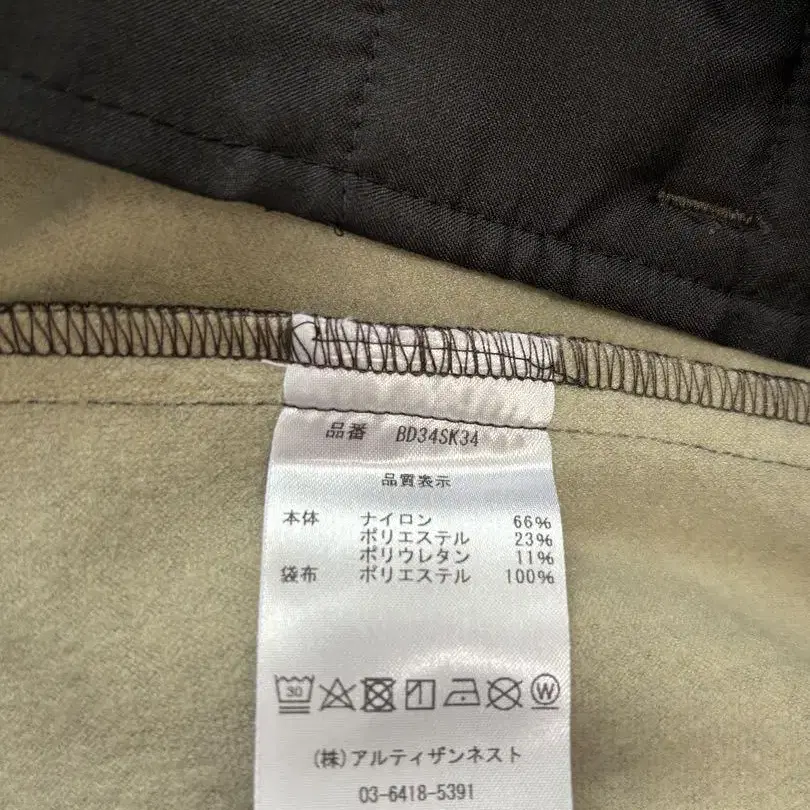 品番 BD34SK34
品質表示
本体 ナイロン 66%
ポリエステル 23%
ポリウレタン 11%
袋布 ポリエステル 100%
30 W
(株)アルティザンネスト
03-6418-5391